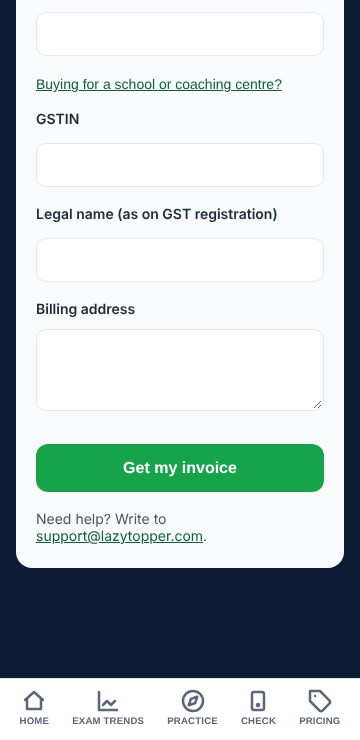 Buying for a school or coaching centre?
GSTIN
Legal name (as on GST registration)
Billing address
Get my invoice
Need help? Write to
support@lazytopper.com.
HOME EXAM TRENDS PRACTICE CHECK PRICING